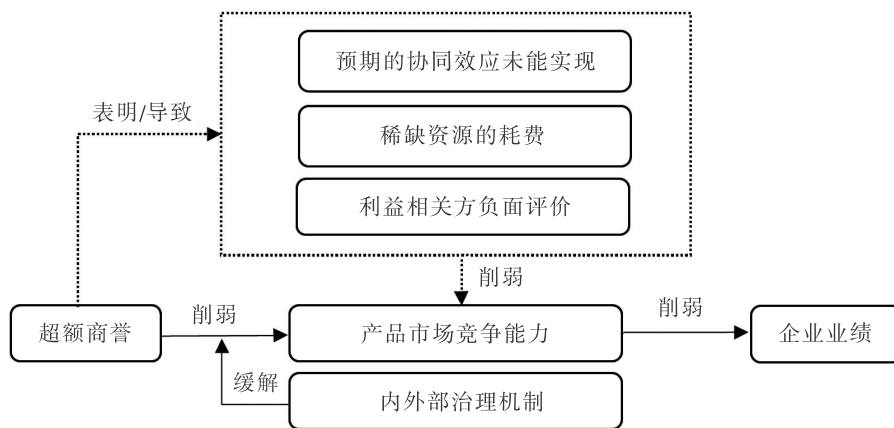 预期的协同效应未能实现
表明/导致
稀缺资源的耗费
利益相关方负面评价
削弱
超额商誉
削弱
产品市场竞争能力
削弱
企业业绩
缓解
内外部治理机制